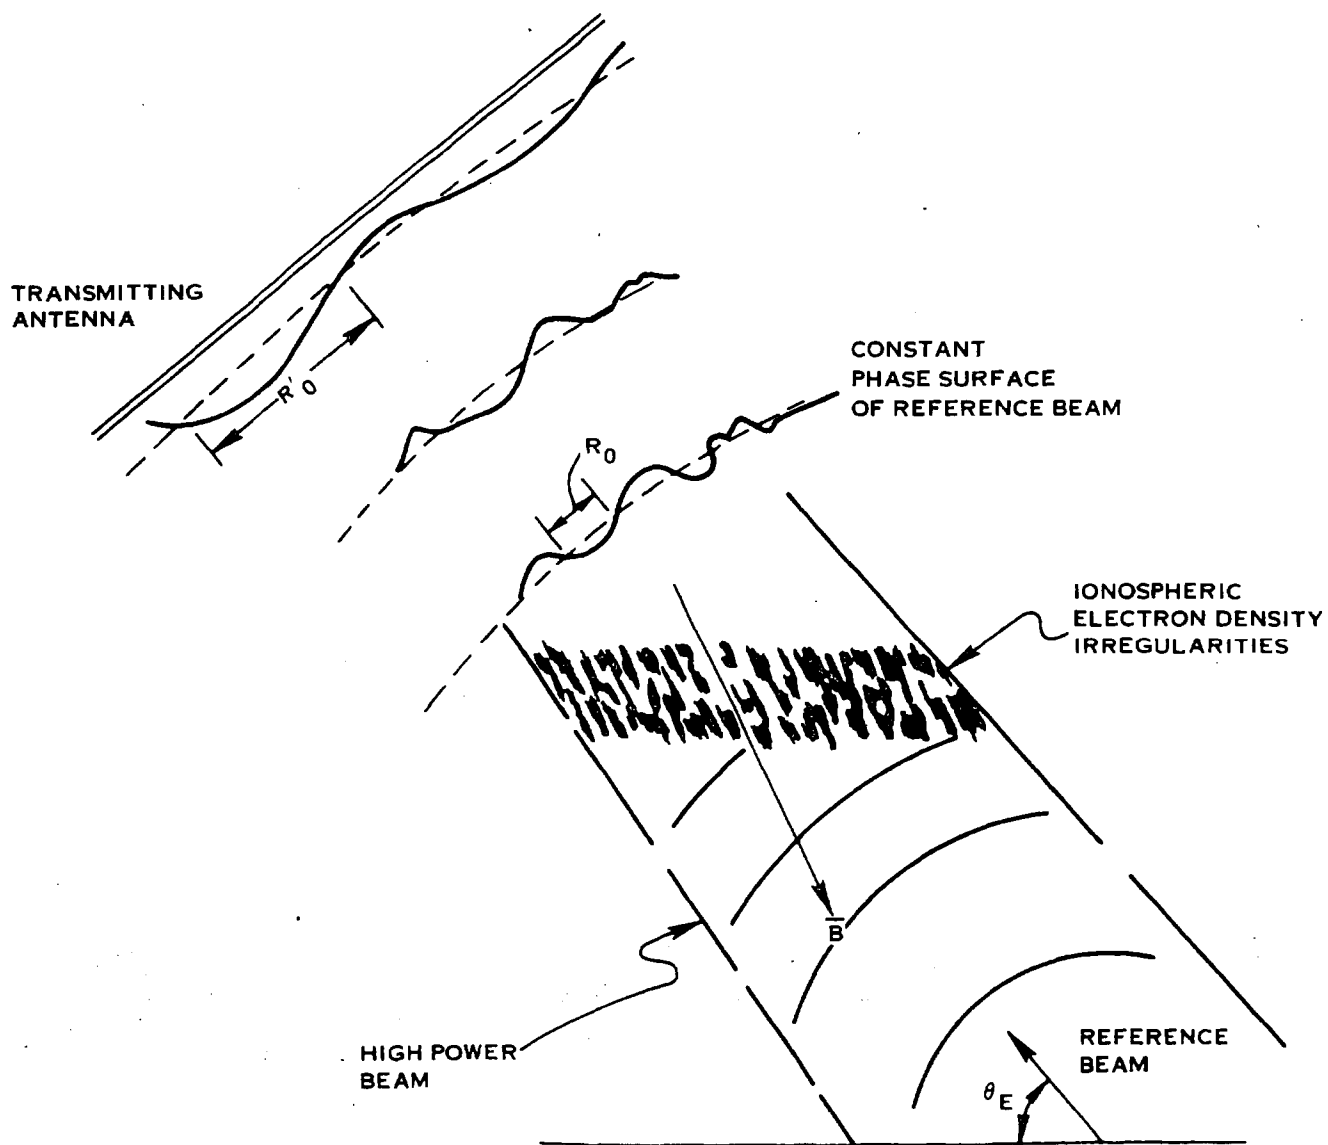 TRANSMITTING
ANTENNA
R'0
CONSTANT
PHASE SURFACE
OF REFERENCE BEAM
R0
IONOSPHERIC
ELECTRON DENSITY
IRREGULARITIES
B̅
HIGH POWER
BEAM
REFERENCE
BEAM
θE